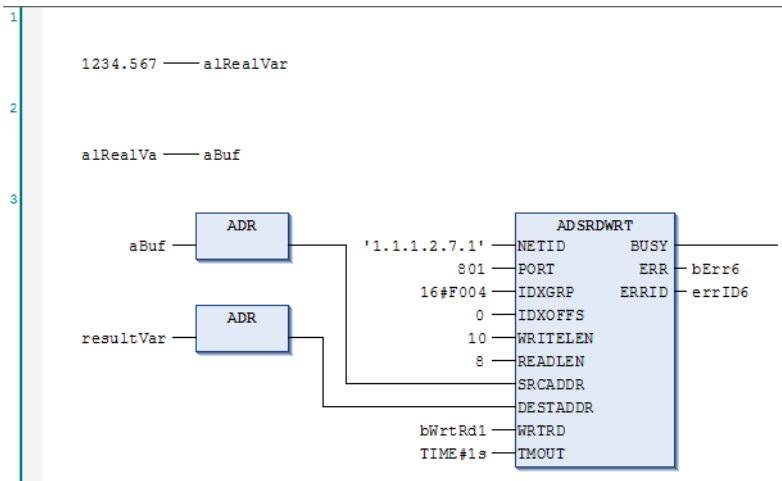 1
1234.567 alRealVar
2
alRealVa aBuf
3
ADR
aBuf
ADR
resultVar
ADSRDWRT
'1.1.1.2.7.1' NETID BUSY
801 PORT ERR bErr6
16#F004 IDXGRP ERRID errID6
0 IDXOFFS
10 WRITELEN
8 READLEN
SRCADDR
DESTADDR
bWrtRd1 WRTRD
TIME#1s TMOUT